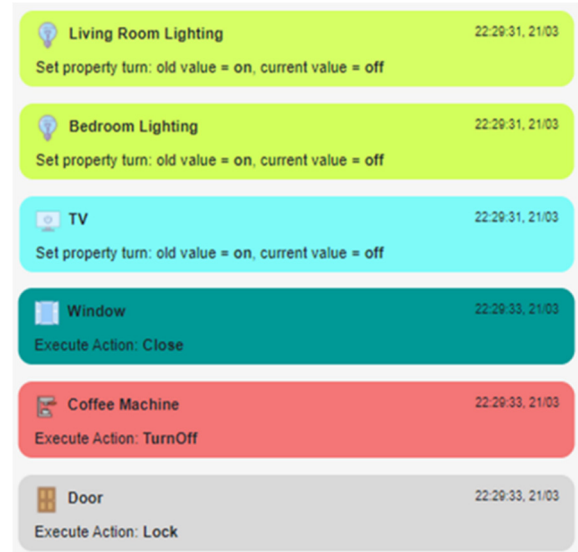 Living Room Lighting 22:29:31, 21/03
Set property turn: old value = on, current value = off
Bedroom Lighting 22:29:31, 21/03
Set property turn: old value = on, current value = off
TV 22:29:31, 21/03
Set property turn: old value = on, current value = off
Window 22:29:33, 21/03
Execute Action: Close
Coffee Machine 22:29:33, 21/03
Execute Action: TurnOff
Door 22:29:33, 21/03
Execute Action: Lock